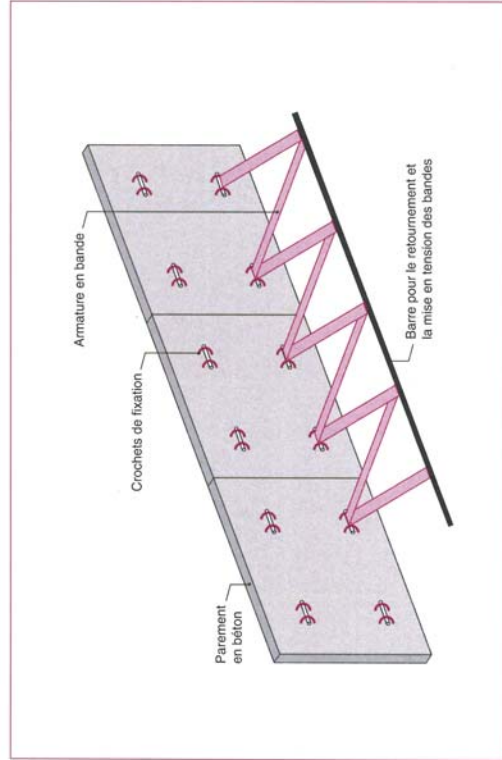 Armature en bande
Crochets de fixation
Parement
en béton
Barre pour le retournement et
la mise en tension des bandes